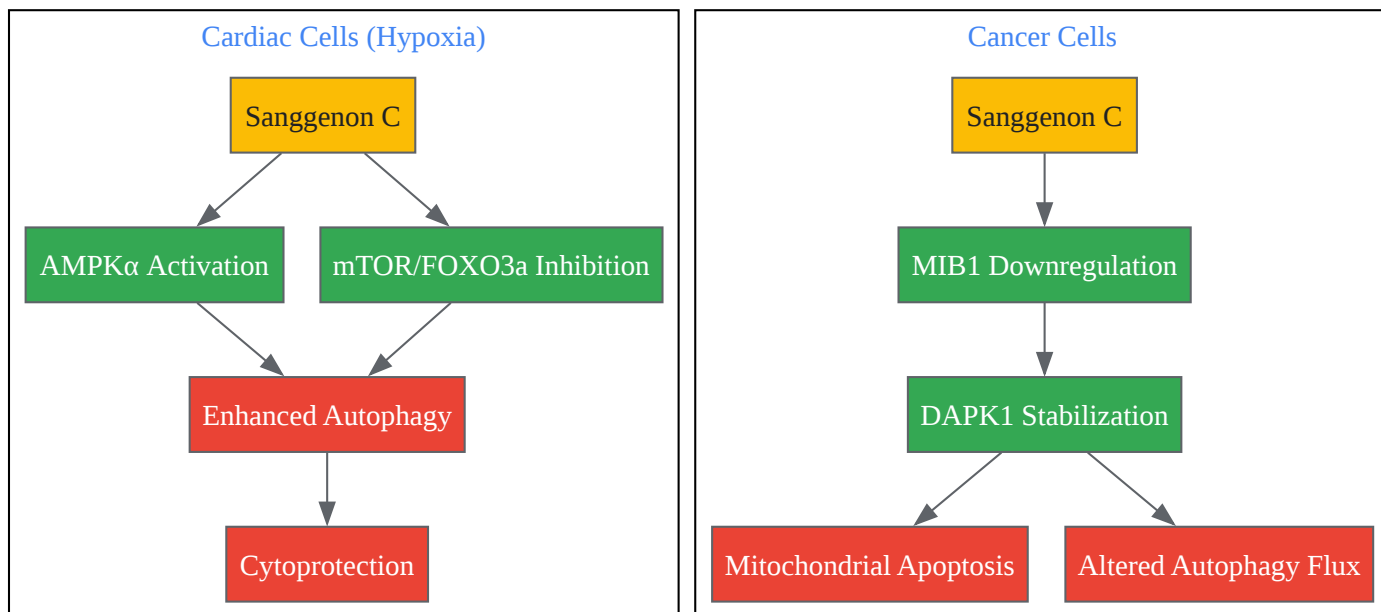 Cardiac Cells (Hypoxia)
Sanggenon C
AMPKα Activation
mTOR/FOXO3a Inhibition
Enhanced Autophagy
Cytoprotection
Cancer Cells
Sanggenon C
MIB1 Downregulation
DAPK1 Stabilization
Mitochondrial Apoptosis
Altered Autophagy Flux